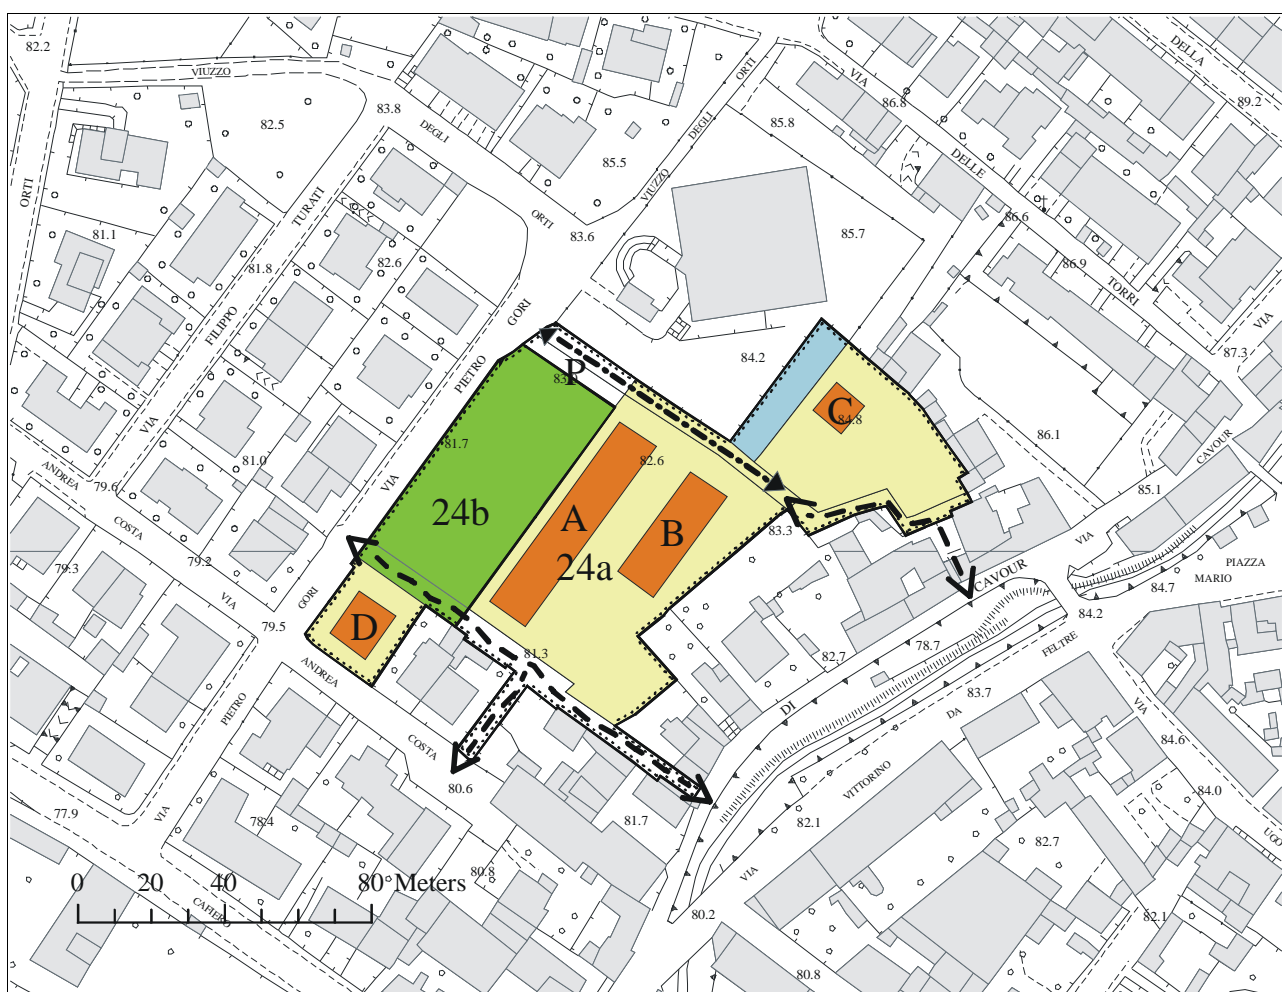 82.2
VIUZZO
DELLA
ORTI
VIA
89.2
83.8
82.5
DEGLI
DEGLI
85.8
86.8
ORTI
85.5
DELLE
VIUZZO
TURATI
ORTI
83.6
86.6
81.1
81.8
82.6
85.7
86.9
TORRI
FILIPPO
GORI
VIA
PIETRO
84.2
87.3
P
83.0
C
84.8
VIA
81.7
86.1
CAVOUR
ANDREA
79.6
81.0
VIA
82.6
85.1
24b
A
B
COSTA
79.2
83.3
VIA
79.3
24a
CAVOUR
PIAZZA
MARIO
84.7
VIA
GORI
84.2
79.5
D
81.3
82.7
78.7
FELTRE
ANDREA
83.7
PIETRO
DI
DA
VIA
COSTA
84.6
80.6
VITTORINO
84.0
77.9
VIA
78.4
81.7
82.1
82.7
UGO
80.8
VIA
0 20 40 80 Meters
CAFIERO
80.2
82.1
80.8